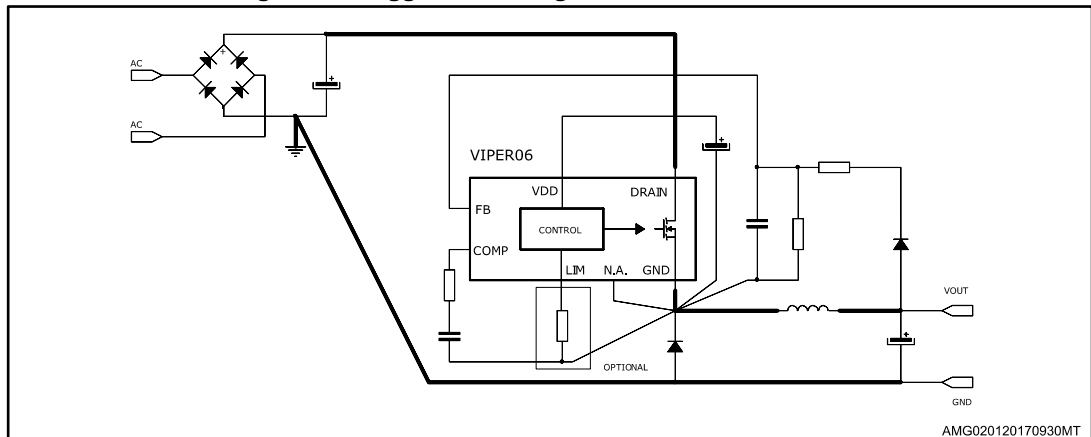 AC
AC
+
+
+
VIPER06
VDD
DRAIN
FB
CONTROL
COMP
LIM
N.A.
GND
VOUT
+
OPTIONAL
GND
AMG020120170930MT